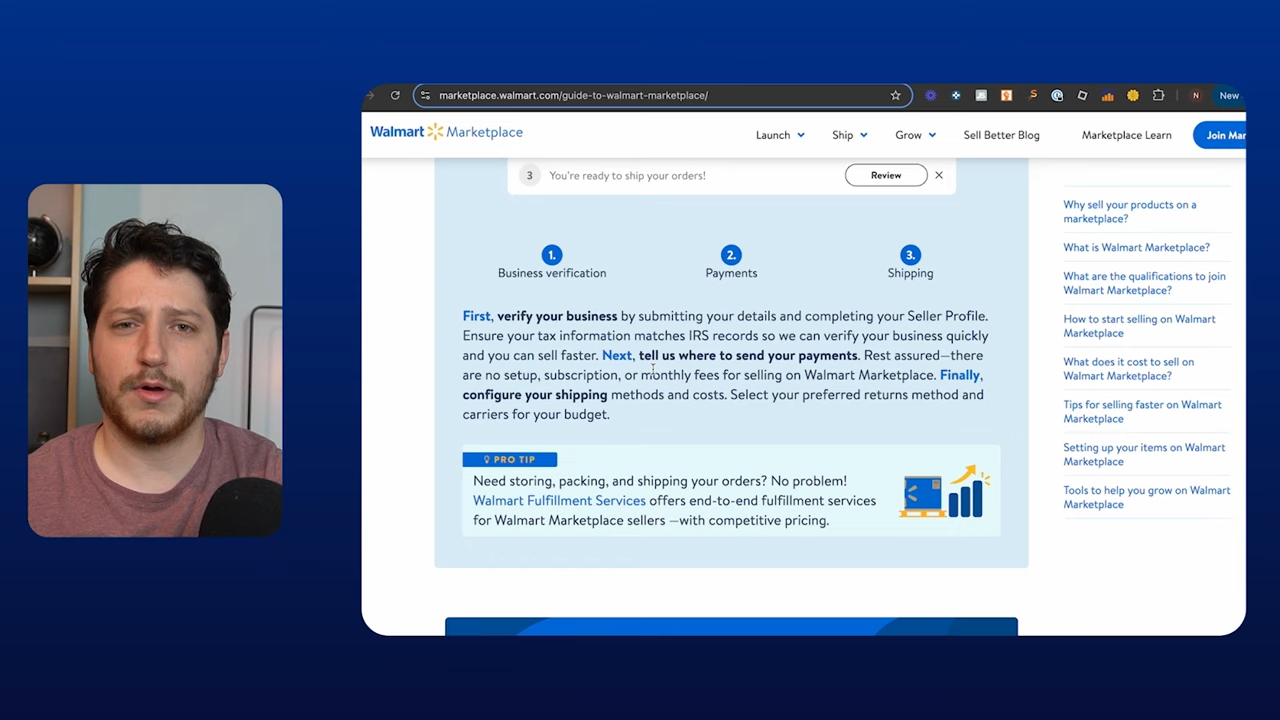 marketplace.walmart.com/guide-to-walmart-marketplace/
N
New
Walmart Marketplace
Launch
Ship
Grow
Sell Better Blog
Marketplace Learn
Join Mar
3
You're ready to ship your orders!
Review
1.
Business verification
2.
Payments
3.
Shipping
First, verify your business by submitting your details and completing your Seller Profile.
Ensure your tax information matches IRS records so we can verify your business quickly
and you can sell faster. Next, tell us where to send your payments. Rest assured—there
are no setup, subscription, or monthly fees for selling on Walmart Marketplace. Finally,
configure your shipping methods and costs. Select your preferred returns method and
carriers for your budget.
PRO TIP
Need storing, packing, and shipping your orders? No problem!
Walmart Fulfillment Services offers end-to-end fulfillment services
for Walmart Marketplace sellers —with competitive pricing.
Why sell your products on a
marketplace?
What is Walmart Marketplace?
What are the qualifications to join
Walmart Marketplace?
How to start selling on Walmart
Marketplace
What does it cost to sell on
Walmart Marketplace?
Tips for selling faster on Walmart
Marketplace
Setting up your items on Walmart
Marketplace
Tools to help you grow on Walmart
Marketplace